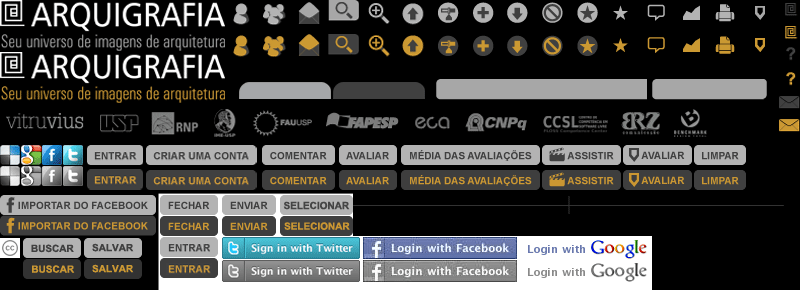 ARQUIGRAFIA
Seu universo de imagens de arquitetura
ARQUIGRAFIA
Seu universo de imagens de arquitetura
vitruvius USP RNP FAUUSP FAPESP eca CNPq CCSL BRZ BENCHMARK
ENTRAR CRIAR UMA CONTA COMENTAR AVALIAR MÉDIA DAS AVALIAÇÕES ASSISTIR AVALIAR LIMPAR
ENTRAR CRIAR UMA CONTA COMENTAR AVALIAR MÉDIA DAS AVALIAÇÕES ASSISTIR AVALIAR LIMPAR
IMPORTAR DO FACEBOOK FECHAR ENVIAR SELECIONAR
IMPORTAR DO FACEBOOK FECHAR ENVIAR SELECIONAR
cc BUSCAR SALVAR ENTRAR Sign in with Twitter Login with Facebook Login with Google
BUSCAR SALVAR ENTRAR Sign in with Twitter Login with Facebook Login with Google